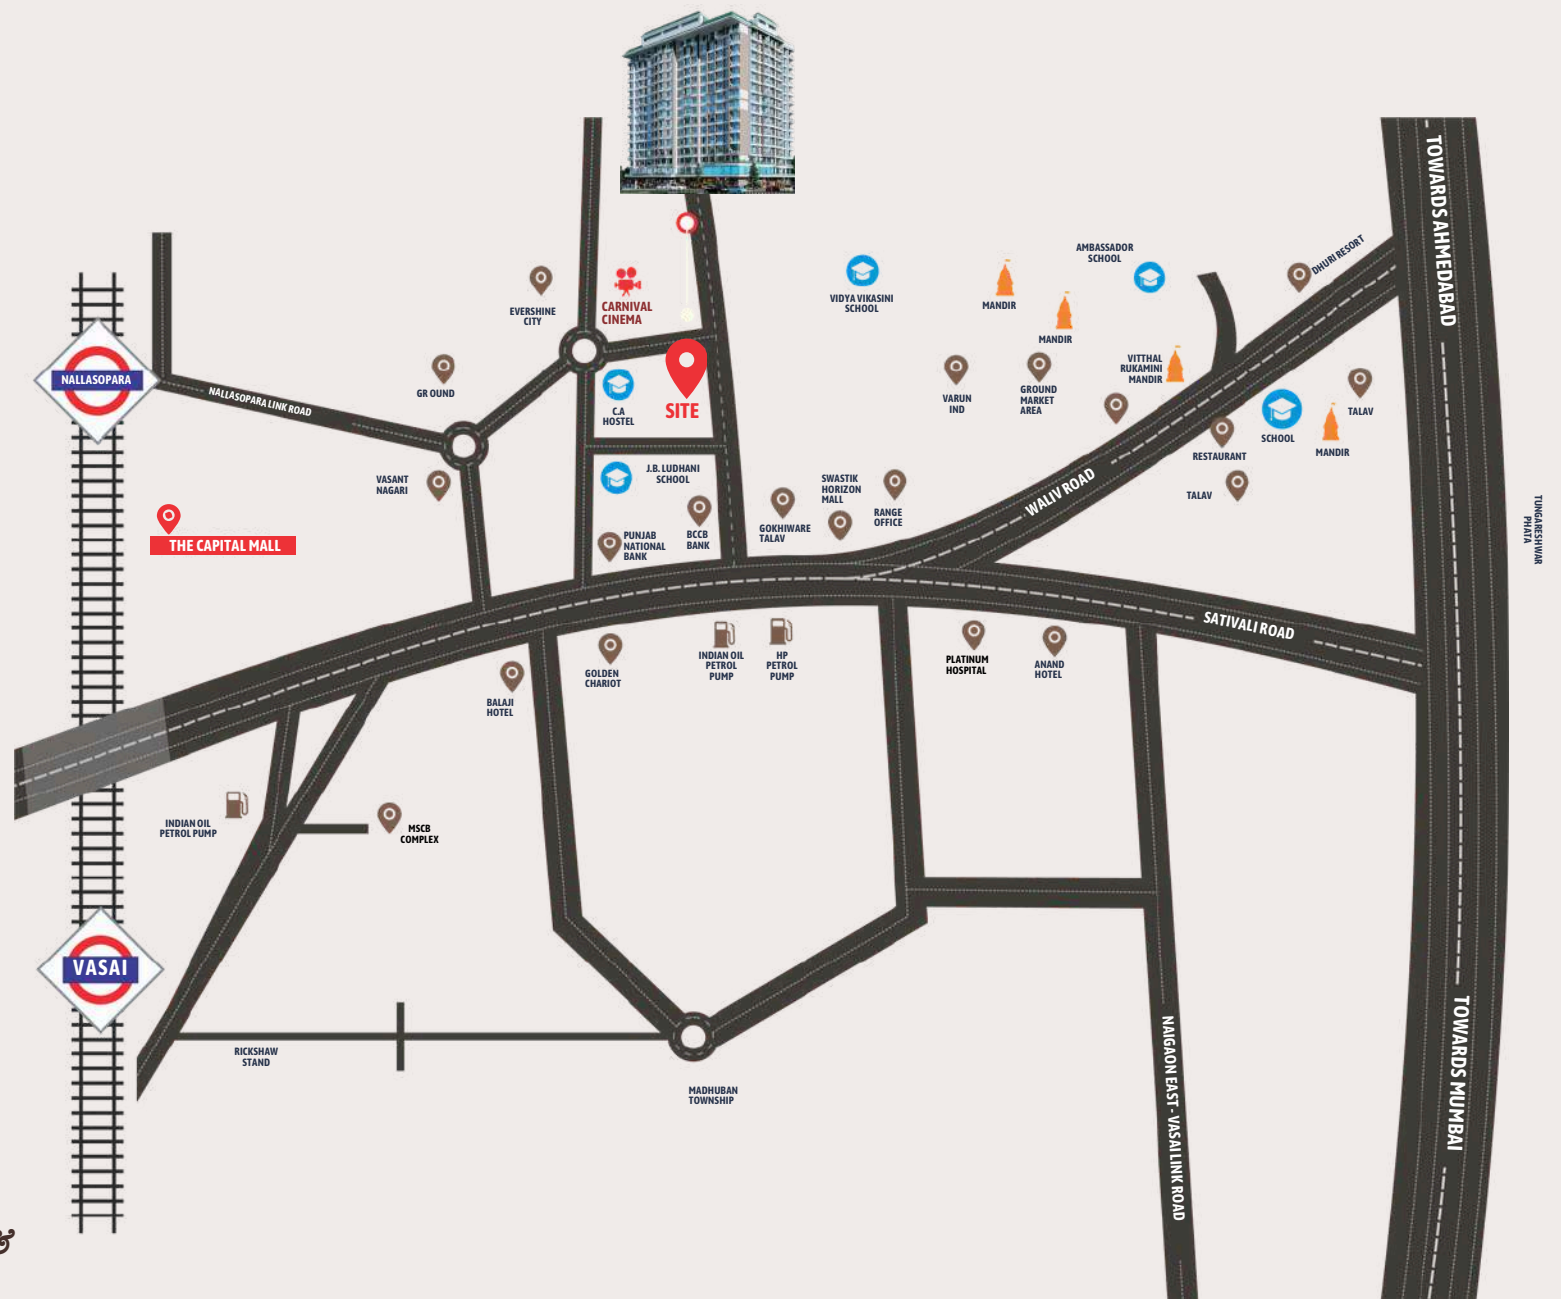 TOWARDS AHMEDABAD
DHURI RESORT
AMBASSADOR
SCHOOL
VIDYA VIKASINI
SCHOOL
MANDIR
MANDIR
EVERSHINE
CITY
CARNIVAL
CINEMA
NALLASOPARA
NALLASOPARA LINK ROAD
GR OUND
C.A
HOSTEL
SITE
VARUN
IND
GROUND
MARKET
AREA
VITTHAL
RUKAMINI
MANDIR
TALAV
SCHOOL
MANDIR
RESTAURANT
TALAV
VASANT
NAGARI
J.B. LUDHANI
SCHOOL
SWASTIK
HORIZON
MALL
RANGE
OFFICE
WALIV ROAD
THE CAPITAL MALL
PUNJAB
NATIONAL
BANK
BCCB
BANK
GOKHIWARE
TALAV
TUNGARESHWAR
PHATA
SATIVALI ROAD
BALAJI
HOTEL
GOLDEN
CHARIOT
INDIAN OIL
PETROL
PUMP
HP
PETROL
PUMP
PLATINUM
HOSPITAL
ANAND
HOTEL
INDIAN OIL
PETROL PUMP
MSCB
COMPLEX
VASAI
RICKSHAW
STAND
MADHUBAN
TOWNSHIP
NAIGAON EAST - VASAI LINK ROAD
TOWARDS MUMBAI
&